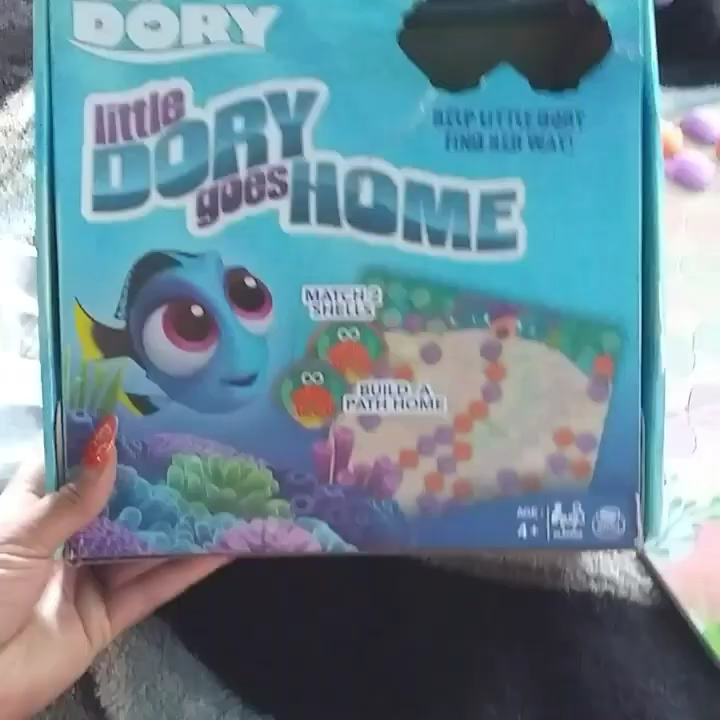 DORY
HELP LITTLE DORY
FIND HER WAY!
little
DORY
goes HOME
MATCH 2
SHELLS
BUILD A
PATH HOME
AGE:
4+